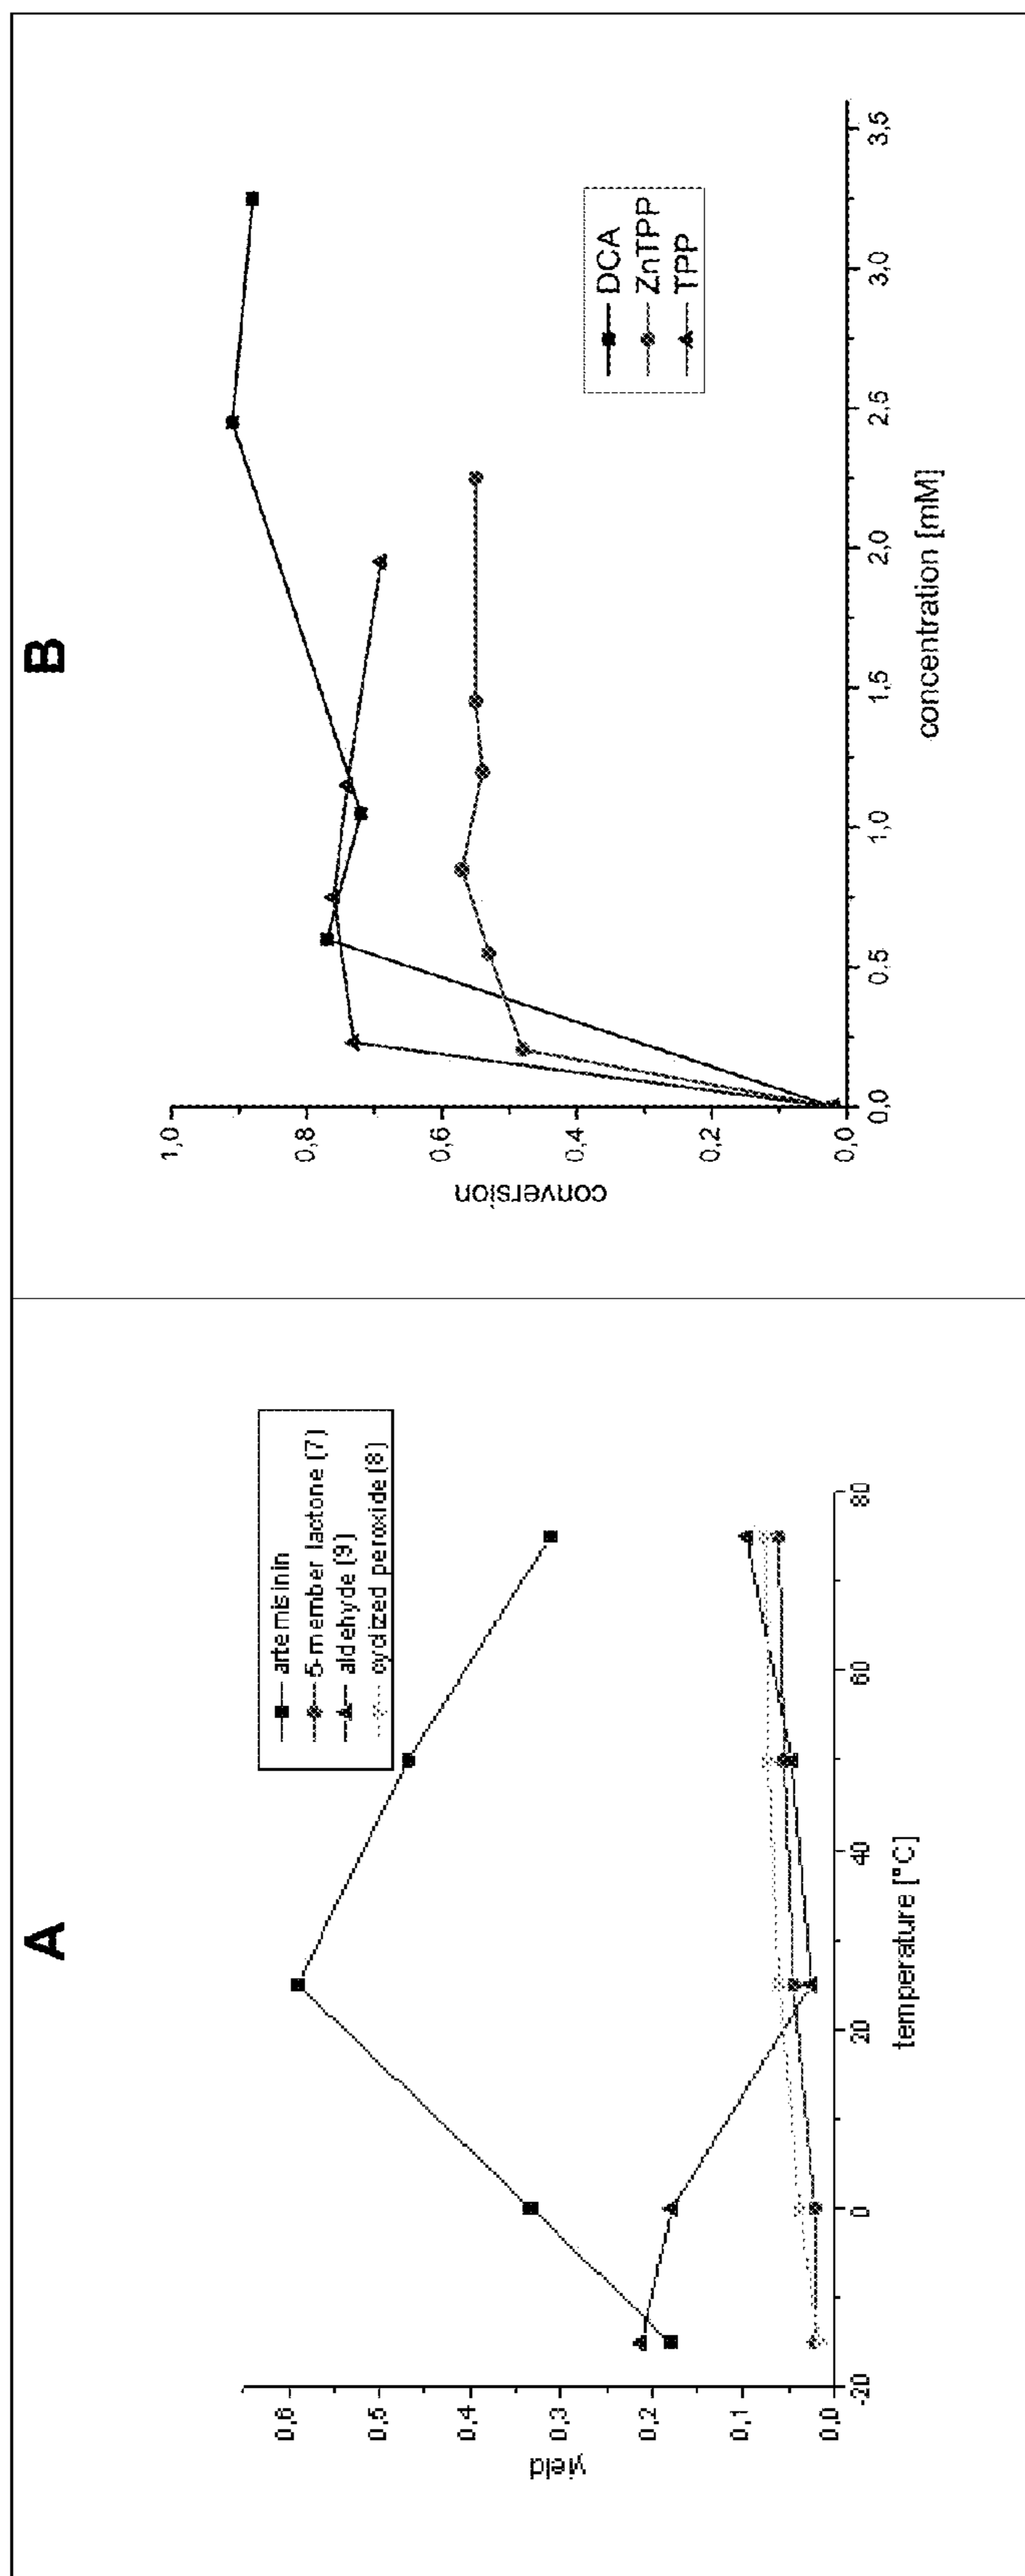 A
yield
0,6
0,5
0,4
0,3
0,2
0,1
0,0
-20
0
20
40
60
80
temperature [°C]
artemisinin
5-member lactone (7)
aldehyde (9)
cyclized peroxide (8)
B
conversion
1,0
0,8
0,6
0,4
0,2
0,0
0,0
0,5
1,0
1,5
2,0
2,5
3,0
3,5
concentration [mM]
DCA
ZnTPP
TPP